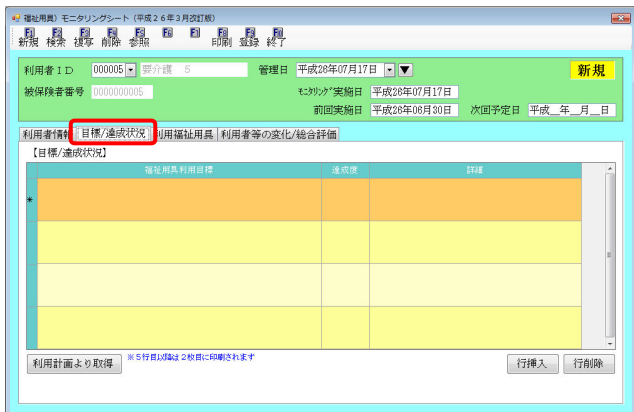 福祉用具）モニタリングシート（平成２６年３月改訂版）
F1 F2 F3 F4 F5 F6
新規 検索 複写 削除 参照 印刷 登録 終了
利用者ＩＤ 000005 要介護 5 管理日 平成26年07月17日 新規
被保険者番号 0000000005 ﾓﾆﾀﾘﾝｸﾞ実施日 平成26年07月17日
前回実施日 平成26年06月30日 次回予定日 平成__年__月__日
利用者情報 目標/達成状況 利用福祉用具 利用者等の変化/総合評価
【目標/達成状況】
福祉用具利用目標 達成度 詳細
*
利用計画より取得 ※５行目以降は２枚目に印刷されます 行挿入 行削除